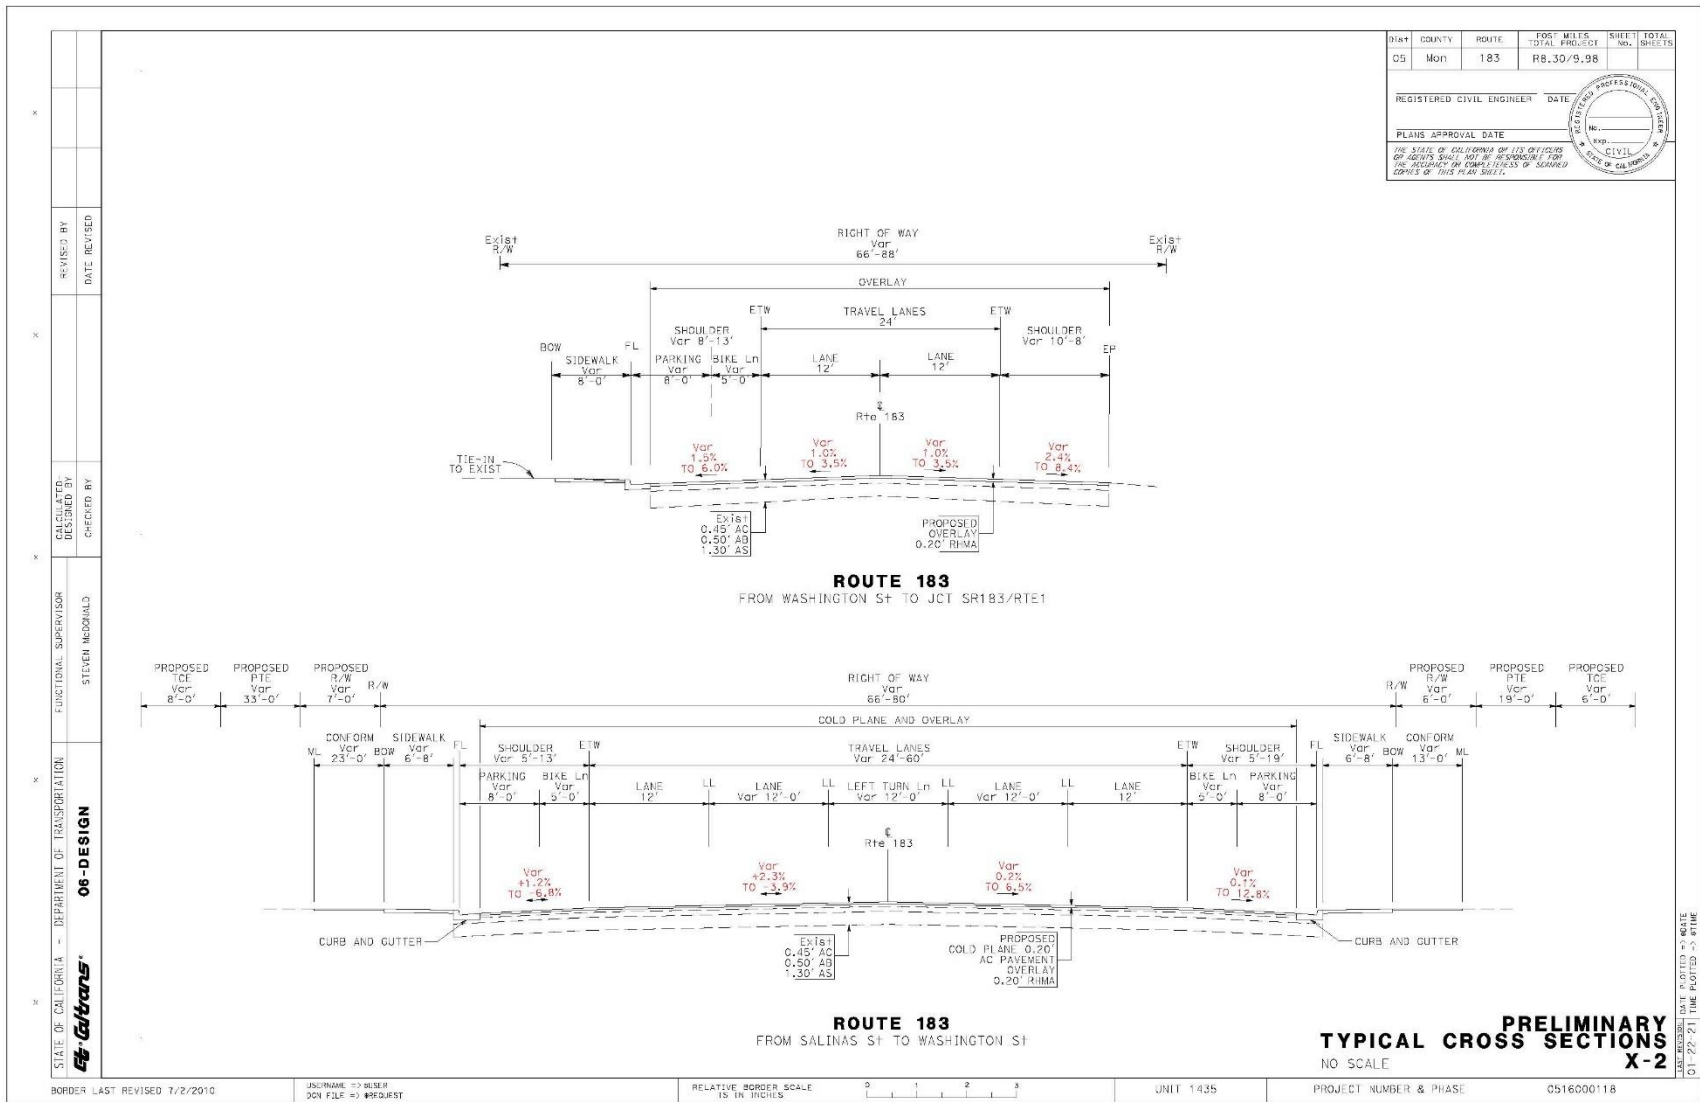 Dist COUNTY ROUTE POST MILES TOTAL PROJECT SHEET No. TOTAL SHEETS
05 Mon 183 R8.30/9.98
REGISTERED CIVIL ENGINEER DATE
PLANS APPROVAL DATE
THE STATE OF CALIFORNIA OR ITS OFFICERS
OR AGENTS SHALL NOT BE RESPONSIBLE FOR
THE ACCURACY OR COMPLETENESS OF SCANNED
COPIES OF THIS PLAN SHEET.
REGISTERED PROFESSIONAL ENGINEER
No.
Exp.
CIVIL
STATE OF CALIFORNIA
REVISED BY
DATE REVISED
CALCULATED-
DESIGNED BY
CHECKED BY
FUNCTIONAL SUPERVISOR
STEVEN McDONALD
STATE OF CALIFORNIA - DEPARTMENT OF TRANSPORTATION
06-DESIGN
Caltrans
Exist
R/W
RIGHT OF WAY
Var
66'-88'
Exist
R/W
OVERLAY
ETW
TRAVEL LANES
24'
ETW
SHOULDER
Var 8'-13'
SHOULDER
Var 10'-8'
BOW
SIDEWALK
Var
8'-0'
FL
PARKING
Var
8'-0'
BIKE Ln
Var
5'-0
LANE
12'
LANE
12'
EP
℄
Rte 183
TIE-IN
TO EXIST
Var
1.5%
TO 6.0%
Var
1.0%
TO 3.5%
Var
1.0%
TO 3.5%
Var
2.4%
TO 8.4%
Exist
0.45' AC
0.50' AB
1.30' AS
PROPOSED
OVERLAY
0.20' RHMA
ROUTE 183
FROM WASHINGTON St TO JCT SR183/RTE1
PROPOSED
TCE
Var
8'-0'
PROPOSED
PTE
Var
33'-0'
PROPOSED
R/W
Var
7'-0'
R/W
RIGHT OF WAY
Var
66'-80'
R/W
PROPOSED
R/W
Var
6'-0'
PROPOSED
PTE
Var
19'-0'
PROPOSED
TCE
Var
6'-0'
COLD PLANE AND OVERLAY
ML
CONFORM
Var
23'-0'
BOW
SIDEWALK
Var
6'-8'
FL
SHOULDER
Var 5'-13'
ETW
TRAVEL LANES
Var 24'-60'
ETW
SHOULDER
Var 5'-19'
FL
SIDEWALK
Var
6'-8'
BOW
CONFORM
Var
13'-0'
ML
PARKING
Var
8'-0'
BIKE Ln
Var
5'-0'
LANE
12'
LL
LANE
Var 12'-0'
LL
LEFT TURN Ln
Var 12'-0'
LL
LANE
Var 12'-0'
LL
LANE
12'
BIKE Ln
Var
5'-0'
PARKING
Var
8'-0'
℄
Rte 183
Var
+1.2%
TO -6.8%
Var
+2.3%
TO -3.9%
Var
0.2%
TO 6.5%
Var
0.1%
TO 12.8%
CURB AND GUTTER
Exist
0.45' AC
0.50' AB
1.30' AS
PROPOSED
COLD PLANE 0.20'
AC PAVEMENT
OVERLAY
0.20' RHMA
CURB AND GUTTER
ROUTE 183
FROM SALINAS St TO WASHINGTON St
PRELIMINARY
TYPICAL CROSS SECTIONS
NO SCALE
X-2
LAST REVISION
01-22-21
DATE PLOTTED => #DATE
TIME PLOTTED => #TIME
BORDER LAST REVISED 7/2/2010
USERNAME => #USER
DGN FILE => #REQUEST
RELATIVE BORDER SCALE
IS IN INCHES
0 1 2 3
UNIT 1435
PROJECT NUMBER & PHASE
0516000118